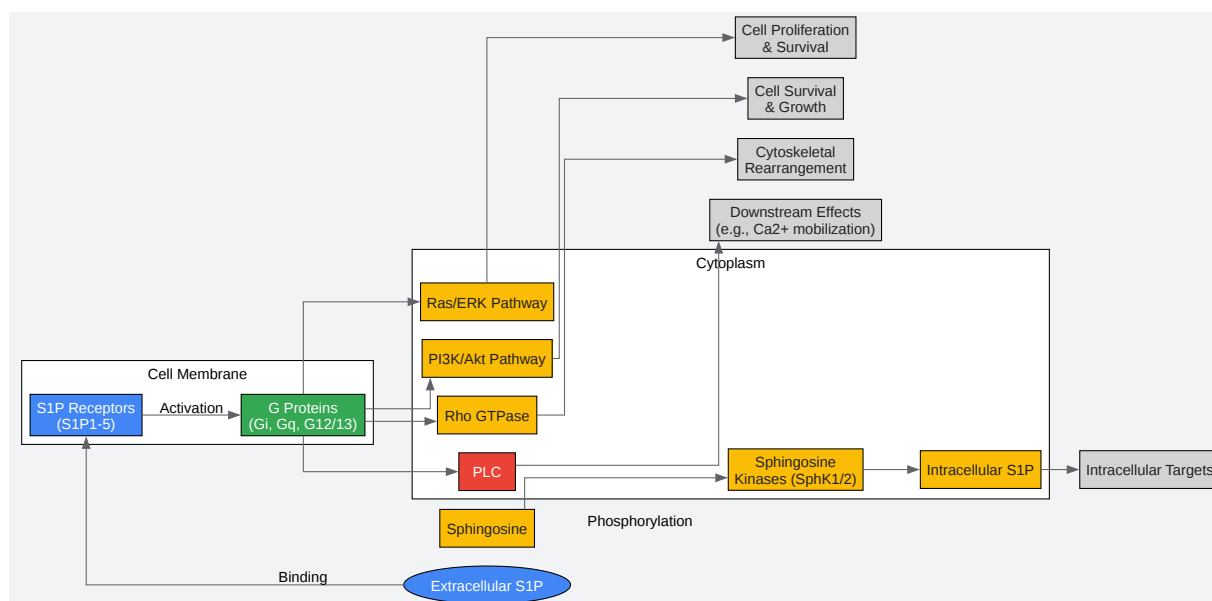 Cell Proliferation
& Survival
Cell Survival
& Growth
Cytoskeletal
Rearrangement
Downstream Effects
(e.g., Ca2+ mobilization)
Cytoplasm
Ras/ERK Pathway
PI3K/Akt Pathway
Cell Membrane
S1P Receptors
(S1P1-5)
Activation
G Proteins
(Gi, Gq, G12/13)
Rho GTPase
PLC
Sphingosine
Kinases (SphK1/2)
Intracellular S1P
Intracellular Targets
Sphingosine
Phosphorylation
Binding
Extracellular S1P